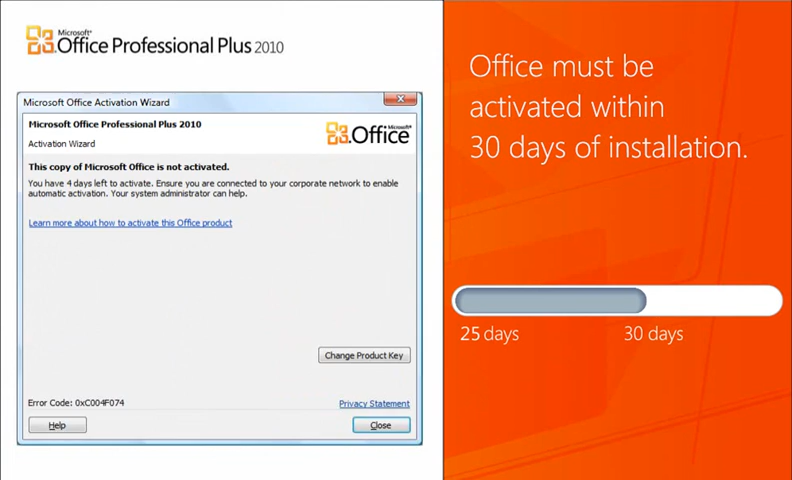 Microsoft®
Office Professional Plus 2010
Microsoft Office Activation Wizard
Microsoft Office Professional Plus 2010
Activation Wizard
Microsoft®
Office
This copy of Microsoft Office is not activated.
You have 4 days left to activate. Ensure you are connected to your corporate network to enable
automatic activation. Your system administrator can help.
Learn more about how to activate this Office product
Change Product Key
Error Code: 0xC004F074
Privacy Statement
Help
Close
Office must be
activated within
30 days of installation.
25 days
30 days